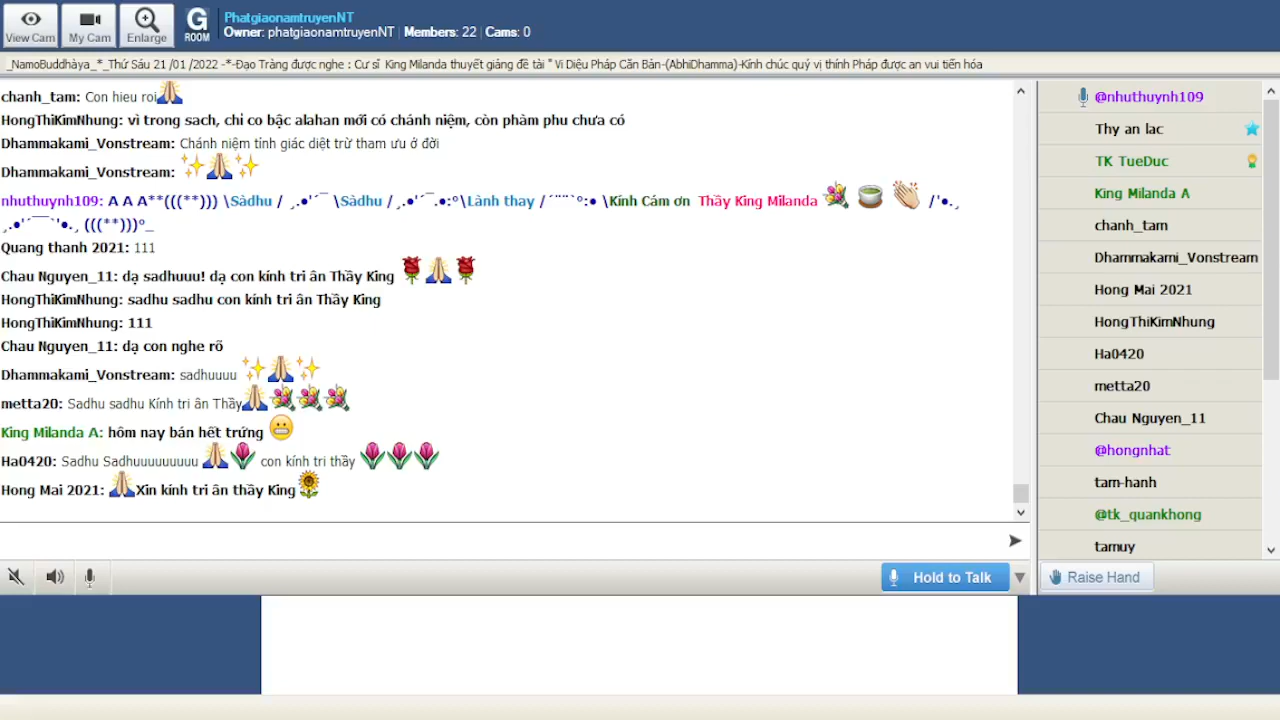 View Cam
My Cam
Enlarge
G ROOM
PhatgiaonamtruyenNT
Owner: phatgiaonamtruyenNT | Members: 22 | Cams: 0
_NamoBuddhàya_*_Thứ Sáu 21 /01 /2022 -*-Đạo Tràng được nghe : Cư sĩ King Milanda thuyết giảng đề tài " Vi Diệu Pháp Căn Bản-(AbhiDhamma)-Kính chúc quý vị thính Pháp được an vui tiến hóa
chanh_tam: Con hieu roi🙏
HongThiKimNhung: vì trong sach, chỉ co bậc alahan mới có chánh niệm, còn phàm phu chưa có
Dhammakami_Vonstream: Chánh niệm tỉnh giác diệt trừ tham ưu ở đời
Dhammakami_Vonstream: ✨🙏✨
nhuthuynh109: A A A**(((**))) \Sàdhu / ¸.●'´¯ \Sàdhu /¸.●'´¯.●:º\Lành thay /´¨¨`º:● \Kính Cám ơn Thầy King Milanda 💐 🍵 👏 /'●.¸
¸.●'´¯¯`'●.¸ (((**)))º_
Quang thanh 2021: 111
Chau Nguyen_11: dạ sadhuuu! dạ con kính tri ân Thầy King 🌹🙏🌹
HongThiKimNhung: sadhu sadhu con kính tri ân Thầy King
HongThiKimNhung: 111
Chau Nguyen_11: dạ con nghe rõ
Dhammakami_Vonstream: sadhuuuu ✨🙏✨
metta20: Sadhu sadhu Kính tri ân Thầy🙏💐💐💐
King Milanda A: hôm nay bán hết trứng 😬
Ha0420: Sadhu Sadhuuuuuuuuu 🙏🌷 con kính tri thầy 🌷🌷🌷
Hong Mai 2021: 🙏Xin kính tri ân thầy King🌻
Hold to Talk
@nhuthuynh109
Thy an lac
TK TueDuc
King Milanda A
chanh_tam
Dhammakami_Vonstream
Hong Mai 2021
HongThiKimNhung
Ha0420
metta20
Chau Nguyen_11
@hongnhat
tam-hanh
@tk_quankhong
tamuy
Raise Hand